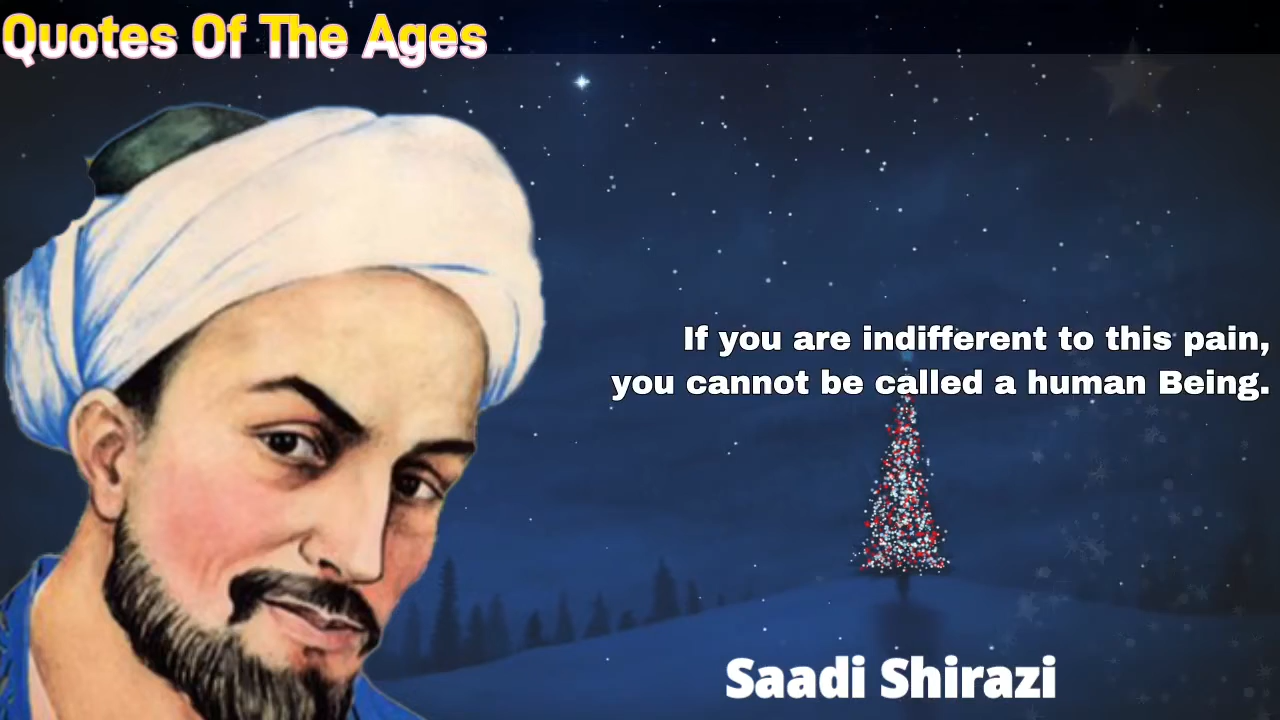 Quotes Of The Ages
If you are indifferent to this pain,
you cannot be called a human Being.
Saadi Shirazi